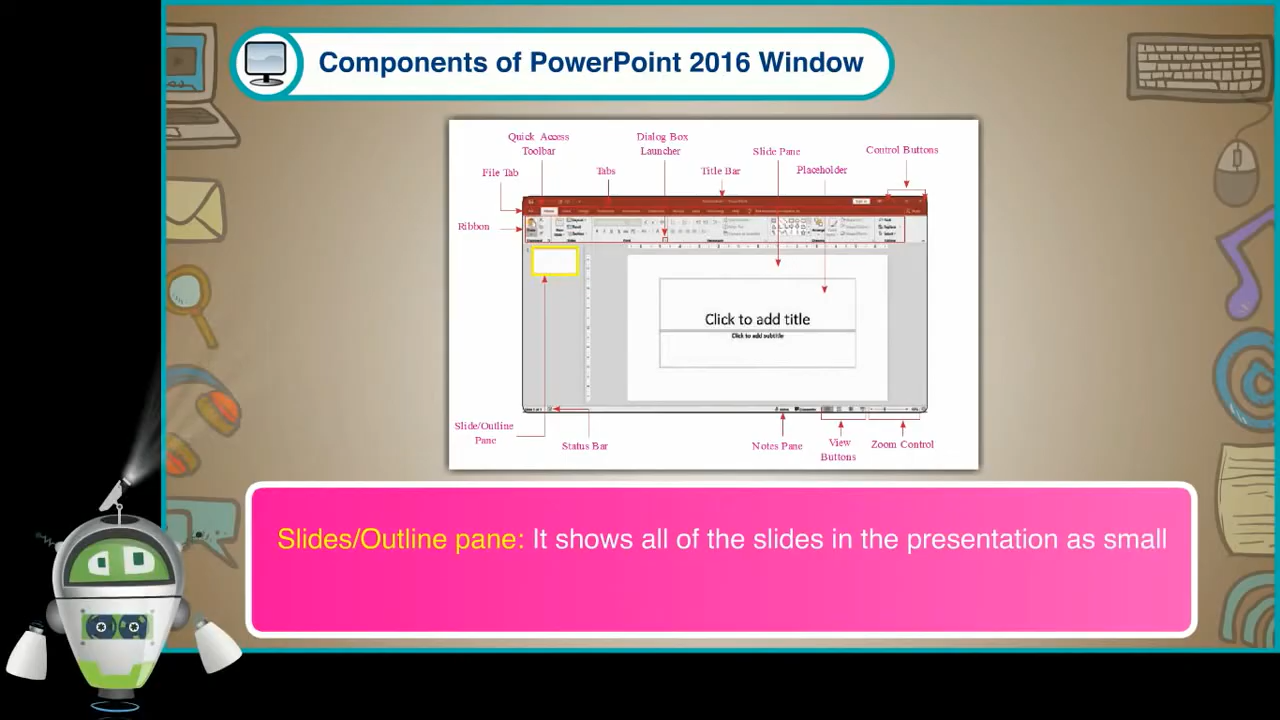 Components of PowerPoint 2016 Window
Quick Access
Toolbar
Dialog Box
Launcher
Slide Pane
Control Buttons
File Tab
Tabs
Title Bar
Placeholder
Ribbon
Click to add title
Click to add subtitle
Slide/Outline
Pane
Status Bar
Notes Pane
View
Buttons
Zoom Control
Slides/Outline pane: It shows all of the slides in the presentation as small